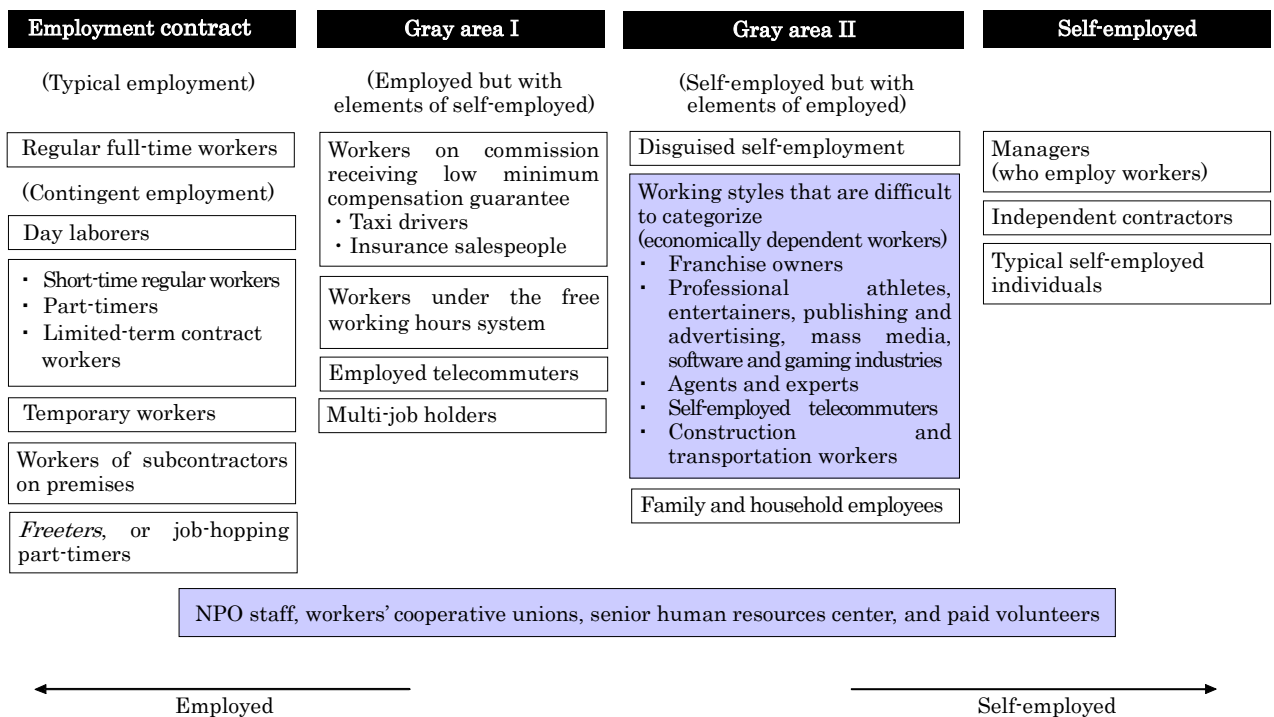 Employment contract
(Typical employment)
Regular full-time workers
(Contingent employment)
Day laborers
・ Short-time regular workers
・ Part-timers
・ Limited-term contract
workers
Temporary workers
Workers of subcontractors
on premises
Freeters, or job-hopping
part-timers
Gray area I
(Employed but with
elements of self-employed)
Workers on commission
receiving low minimum
compensation guarantee
・Taxi drivers
・Insurance salespeople
Workers under the free
working hours system
Employed telecommuters
Multi-job holders
Gray area II
(Self-employed but with
elements of employed)
Disguised self-employment
Working styles that are difficult
to categorize
(economically dependent workers)
・ Franchise owners
・ Professional athletes,
entertainers, publishing and
advertising, mass media,
software and gaming industries
・ Agents and experts
・ Self-employed telecommuters
・ Construction and
transportation workers
Family and household employees
Self-employed
Managers
(who employ workers)
Independent contractors
Typical self-employed
individuals
NPO staff, workers’ cooperative unions, senior human resources center, and paid volunteers
Employed
Self-employed